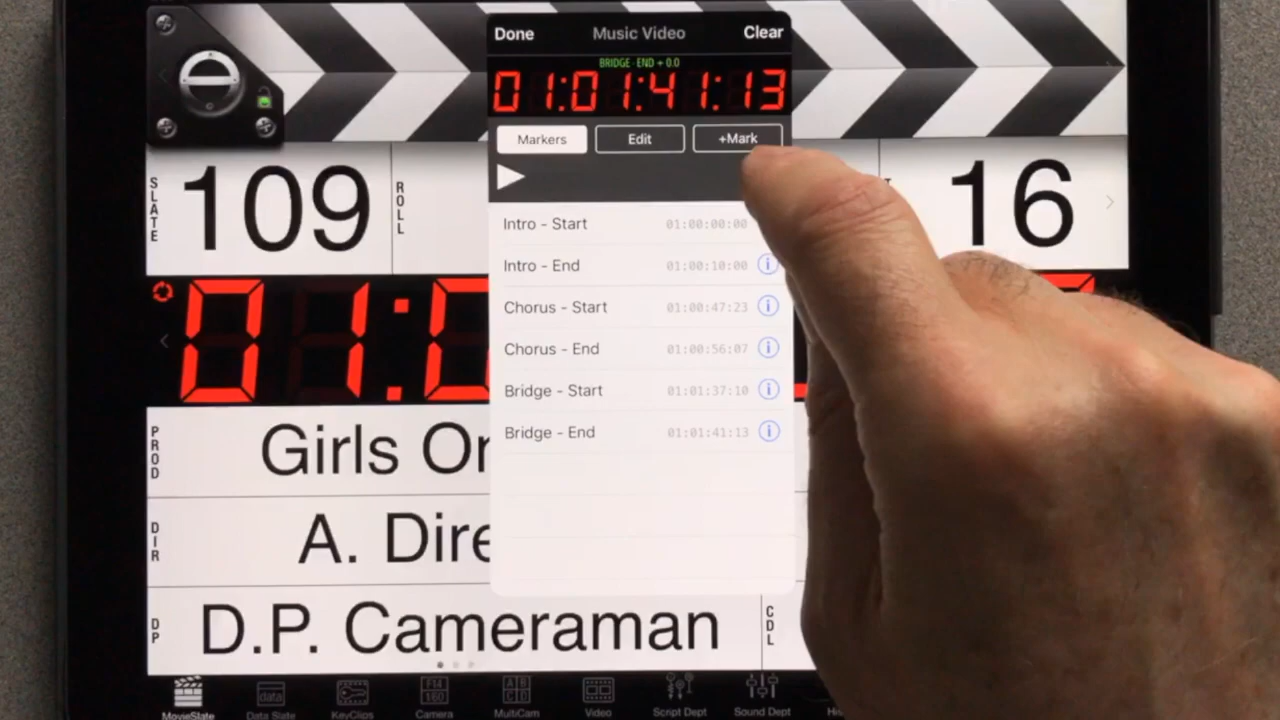 Done Music Video Clear
BRIDGE - END + 0.0
01:01:41:13
Markers Edit +Mark
SLATE 109 ROLL 16
Intro - Start 01:00:00:00
Intro - End 01:00:10:00
Chorus - Start 01:00:47:23
Chorus - End 01:00:56:07
Bridge - Start 01:01:37:10
Bridge - End 01:01:41:13
01:0
PROD Girls On
DIR A. Dire
DP D.P. Cameraman CDL
MovieSlate Data Slate KeyClips Camera MultiCam Video Script Dept Sound Dept